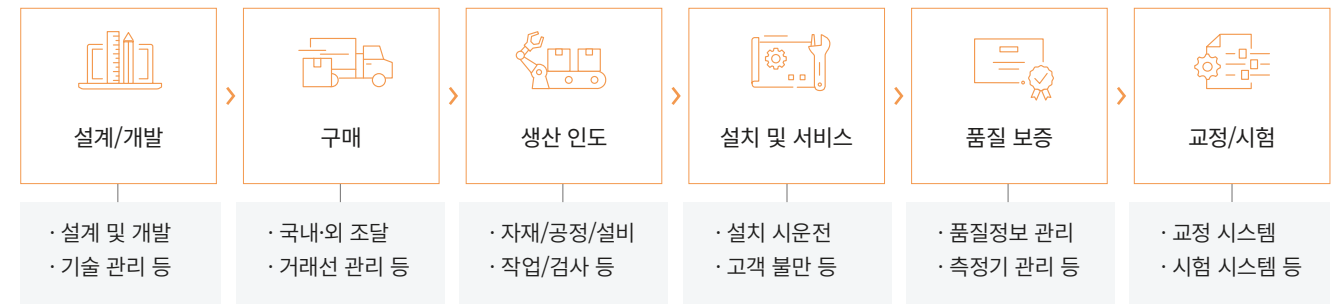 설계/개발
구매
생산 인도
설치 및 서비스
품질 보증
교정/시험
· 설계 및 개발
· 기술 관리 등
· 국내·외 조달
· 거래선 관리 등
· 자재/공정/설비
· 작업/검사 등
· 설치 시운전
· 고객 불만 등
· 품질정보 관리
· 측정기 관리 등
· 교정 시스템
· 시험 시스템 등